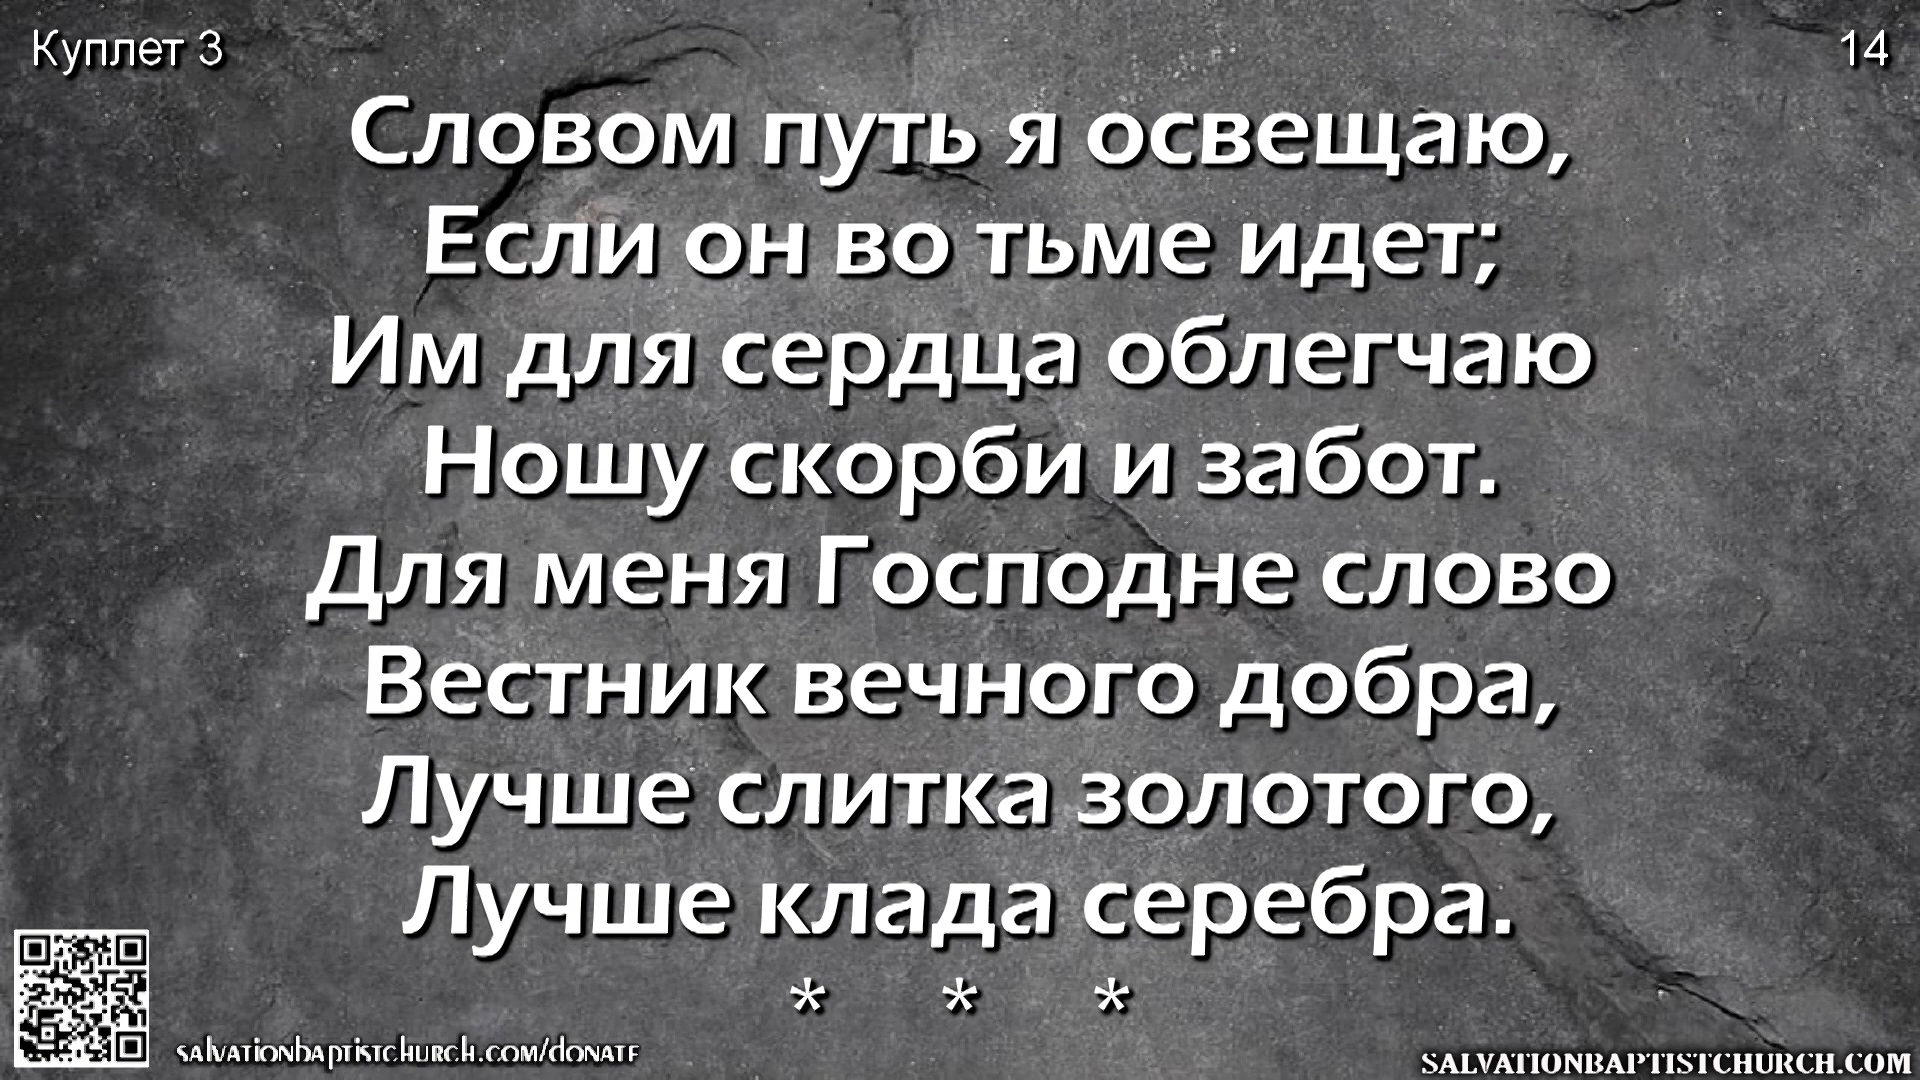 Куплет 3
14
Словом путь я освещаю,
Если он во тьме идет;
Им для сердца облегчаю
Ношу скорби и забот.
Для меня Господне слово
Вестник вечного добра,
Лучше слитка золотого,
Лучше клада серебра.
* * *
salvationbaptistchurch.com/donate
SALVATIONBAPTISTCHURCH.COM